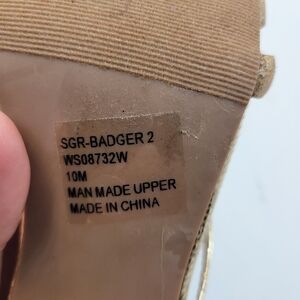 SGR-BADGER 2
WS08732W
10M
MAN MADE UPPER
MADE IN CHINA